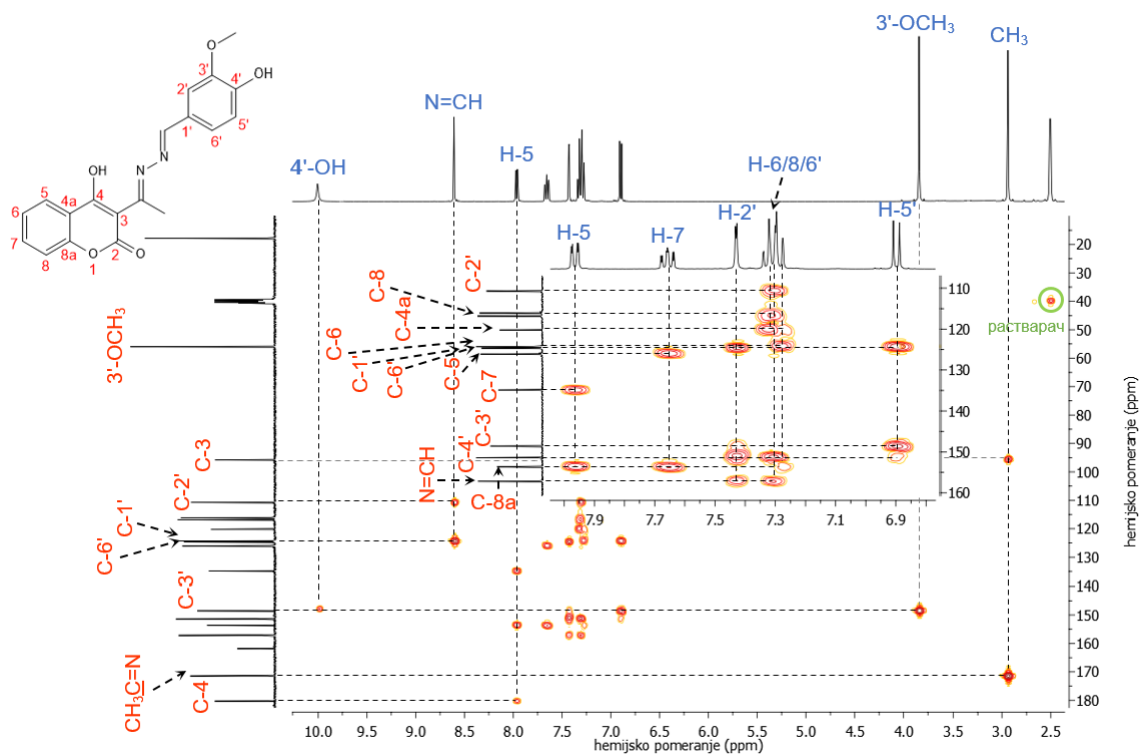 3'-OCH₃
CH₃
N=CH
4'-OH
H-5
H-6/8/6'
H-5
H-7
H-2'
H-5'
O
3'
4'
OH
2'
1'
5'
6'
N
N
OH
4
5
4a
3
6
7
8a
8
O
1
2
O
C-2'
C-8
C-4a
C-6
C-1'
C-6'
C-5
C-7
C-3'
C-4'
N=CH
C-8a
110
120
130
140
150
160
7.9
7.7
7.5
7.3
7.1
6.9
растварач
3'-OCH₃
C-3
C-2'
C-1'
C-6'
C-3'
CH₃C=N
C-4
20
30
40
50
60
70
80
90
100
110
120
130
140
150
160
170
180
hemijsko pomeranje (ppm)
10.0
9.5
9.0
8.5
8.0
7.5
7.0
6.5
6.0
5.5
5.0
4.5
4.0
3.5
3.0
2.5
hemijsko pomeranje (ppm)